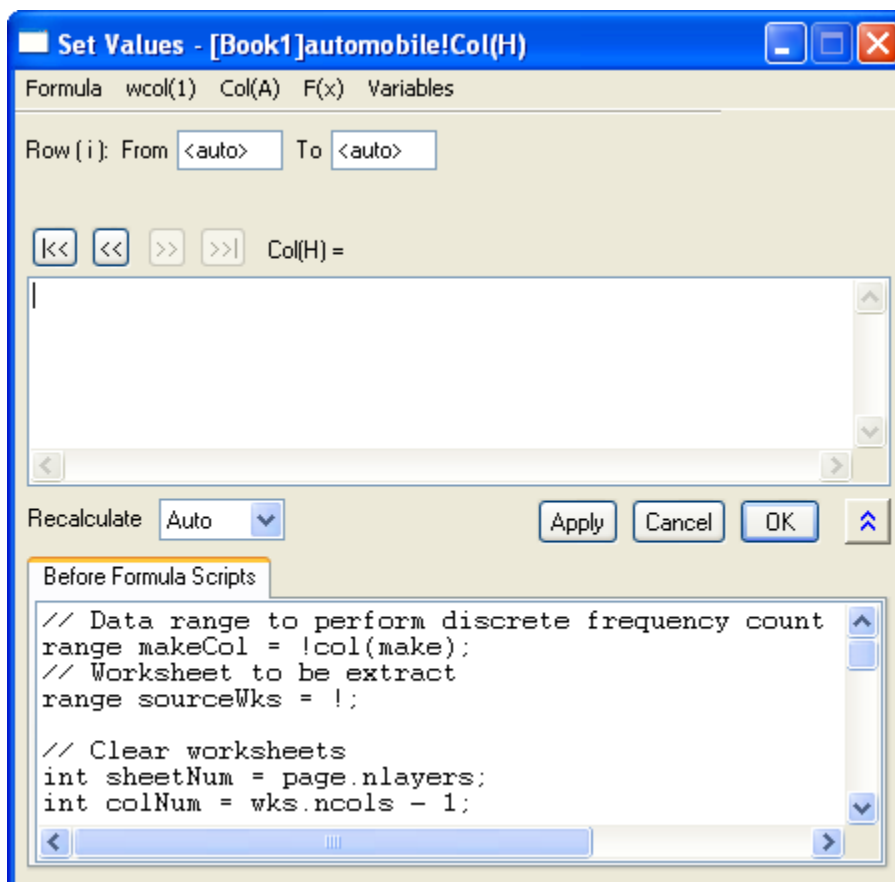 Set Values - [Book1]automobile!Col(H)
Formula wcol(1) Col(A) F(x) Variables
Row ( i ): From <auto> To <auto>
|<< << >> >>| Col(H) =
Recalculate Auto Apply Cancel OK
Before Formula Scripts
// Data range to perform discrete frequency count
range makeCol = !col(make);
// Worksheet to be extract
range sourceWks = !;
// Clear worksheets
int sheetNum = page.nlayers;
int colNum = wks.ncols - 1;